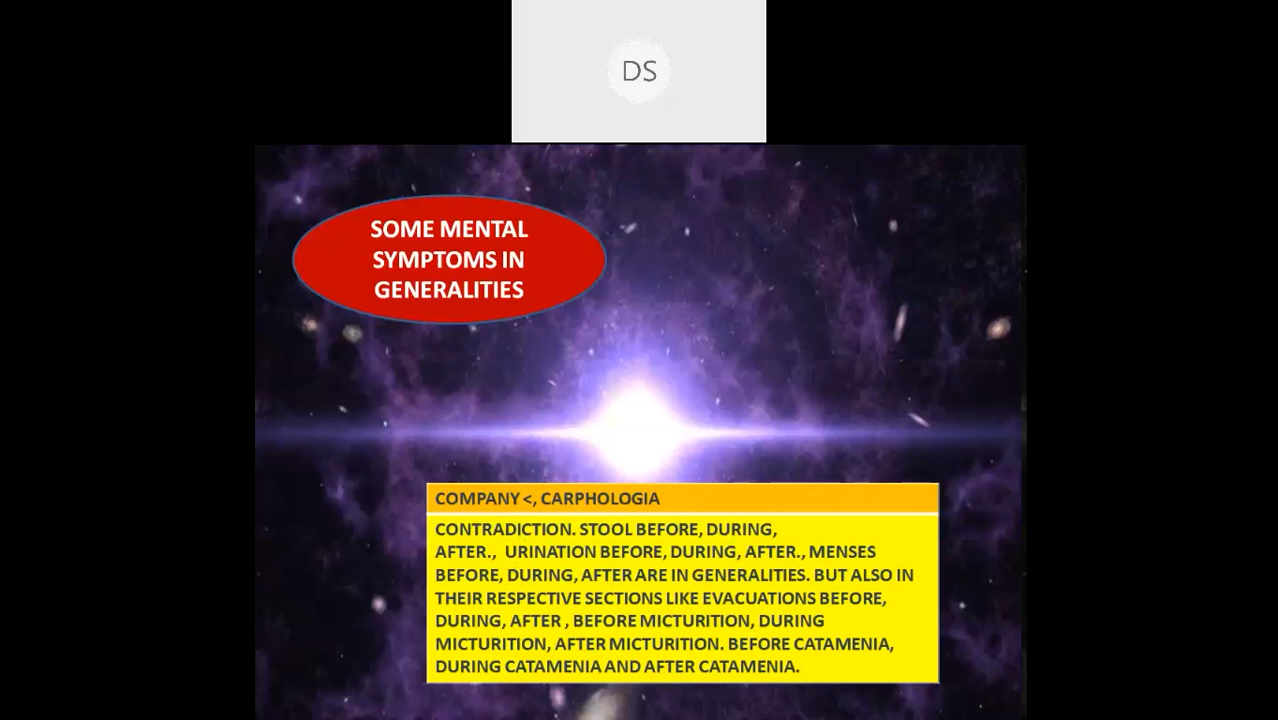 DS
SOME MENTAL
SYMPTOMS IN
GENERALITIES
COMPANY <, CARPHOLOGIA
CONTRADICTION. STOOL BEFORE, DURING,
AFTER., URINATION BEFORE, DURING, AFTER., MENSES
BEFORE, DURING, AFTER ARE IN GENERALITIES. BUT ALSO IN
THEIR RESPECTIVE SECTIONS LIKE EVACUATIONS BEFORE,
DURING, AFTER , BEFORE MICTURITION, DURING
MICTURITION, AFTER MICTURITION. BEFORE CATAMENIA,
DURING CATAMENIA AND AFTER CATAMENIA.